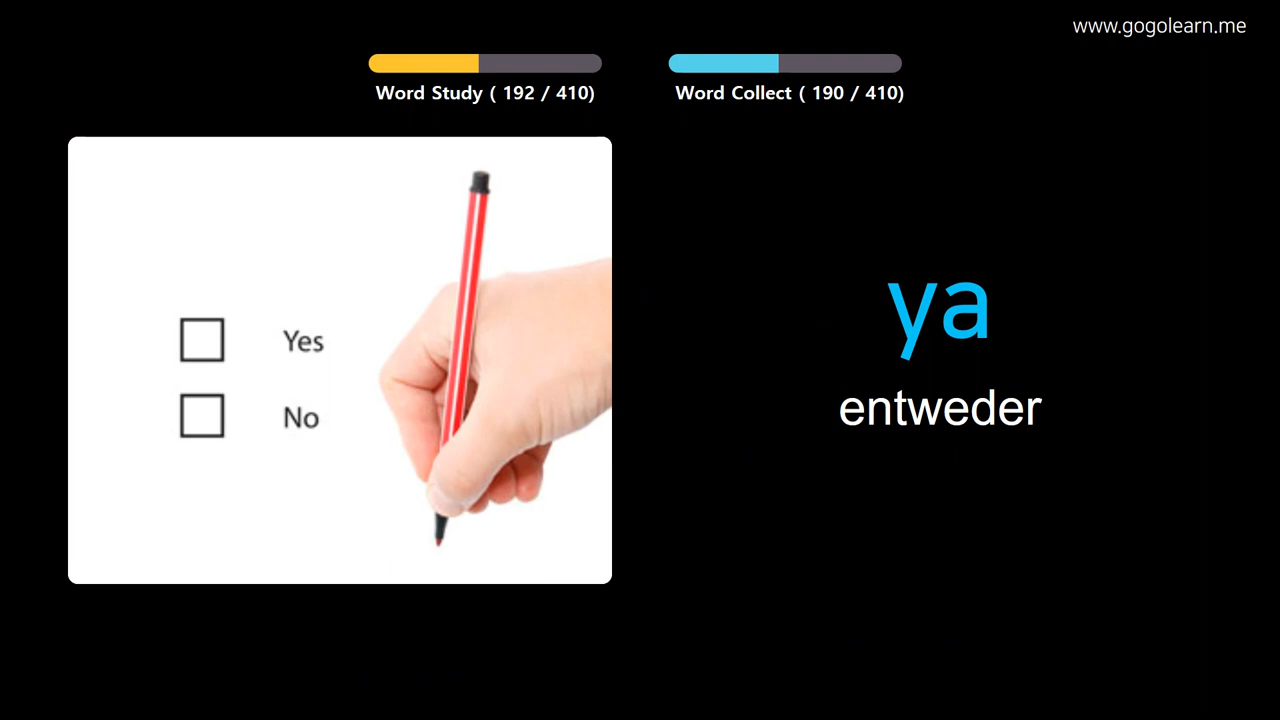 www.gogolearn.me
Word Study ( 192 / 410)
Word Collect ( 190 / 410)
Yes
No
ya
entweder